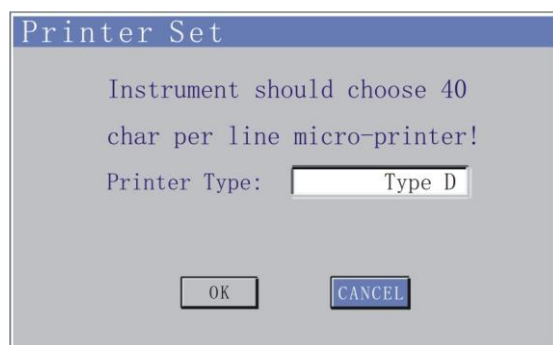 Printer Set
Instrument should choose 40
char per line micro-printer!
Printer Type: Type D
OK CANCEL